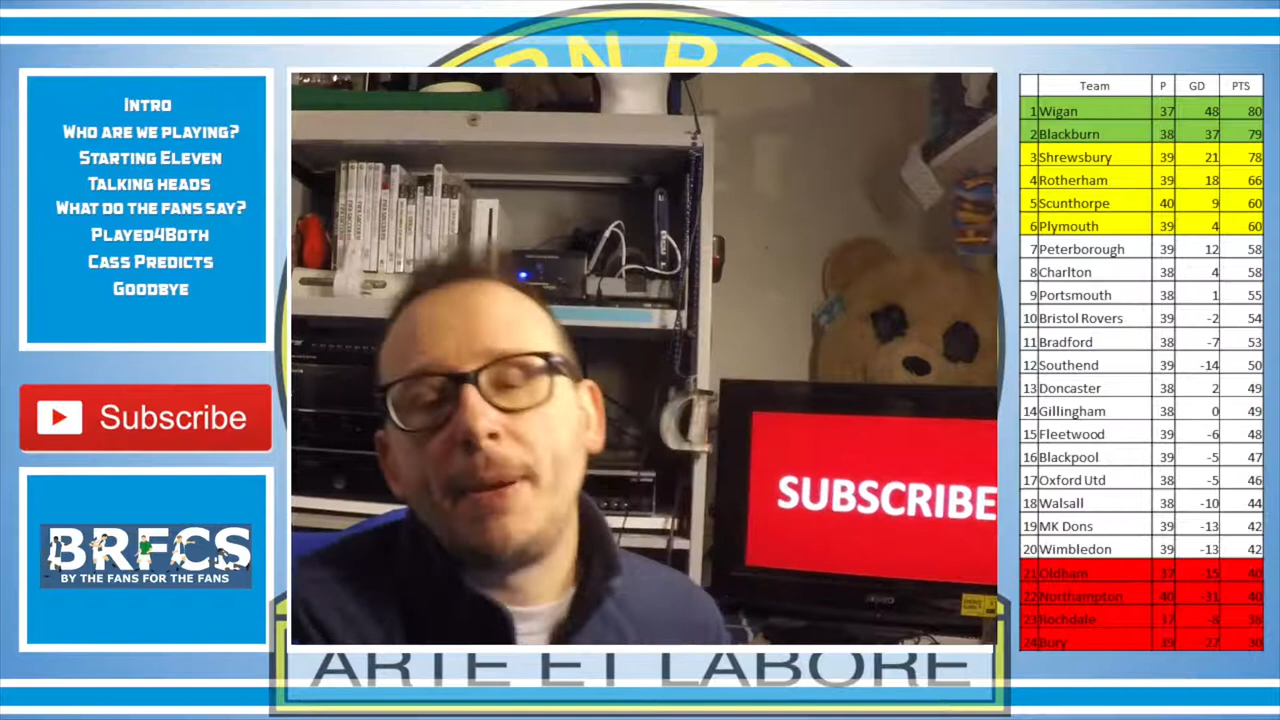 RN RO
INTRO
WHO ARE WE PLAYING?
STARTING ELEVEN
TALKING HEADS
WHAT DO THE FANS SAY?
PLAYED4BOTH
CASS PREDICTS
GOODBYE
Subscribe
BRFCS
BY THE FANS FOR THE FANS
SUBSCRIBE
ARTE ET LABORE
Team P GD PTS
1 Wigan 37 48 80
2 Blackburn 38 37 79
3 Shrewsbury 39 21 78
4 Rotherham 39 18 66
5 Scunthorpe 40 9 60
6 Plymouth 39 4 60
7 Peterborough 39 12 58
8 Charlton 38 4 58
9 Portsmouth 38 1 55
10 Bristol Rovers 39 -2 54
11 Bradford 38 -7 53
12 Southend 39 -14 50
13 Doncaster 38 2 49
14 Gillingham 38 0 49
15 Fleetwood 39 -6 48
16 Blackpool 39 -5 47
17 Oxford Utd 38 -5 46
18 Walsall 38 -10 44
19 MK Dons 39 -13 42
20 Wimbledon 39 -13 42
21 Oldham 37 -15 40
22 Northampton 40 -31 40
23 Rochdale 37 -8 38
24 Bury 39 -27 30